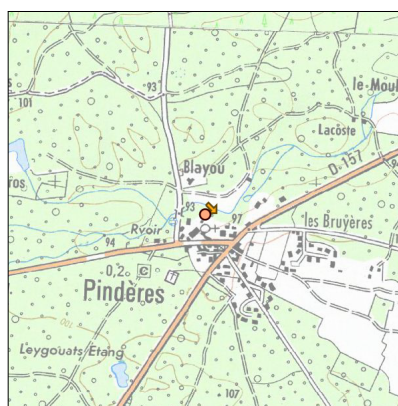 93
101
le Moul
Lacoste
Blayou
D.157
ros
93
97
les Bruyères
Rvoir
94
0,2
C
Pindères
Leygouats Etang
107